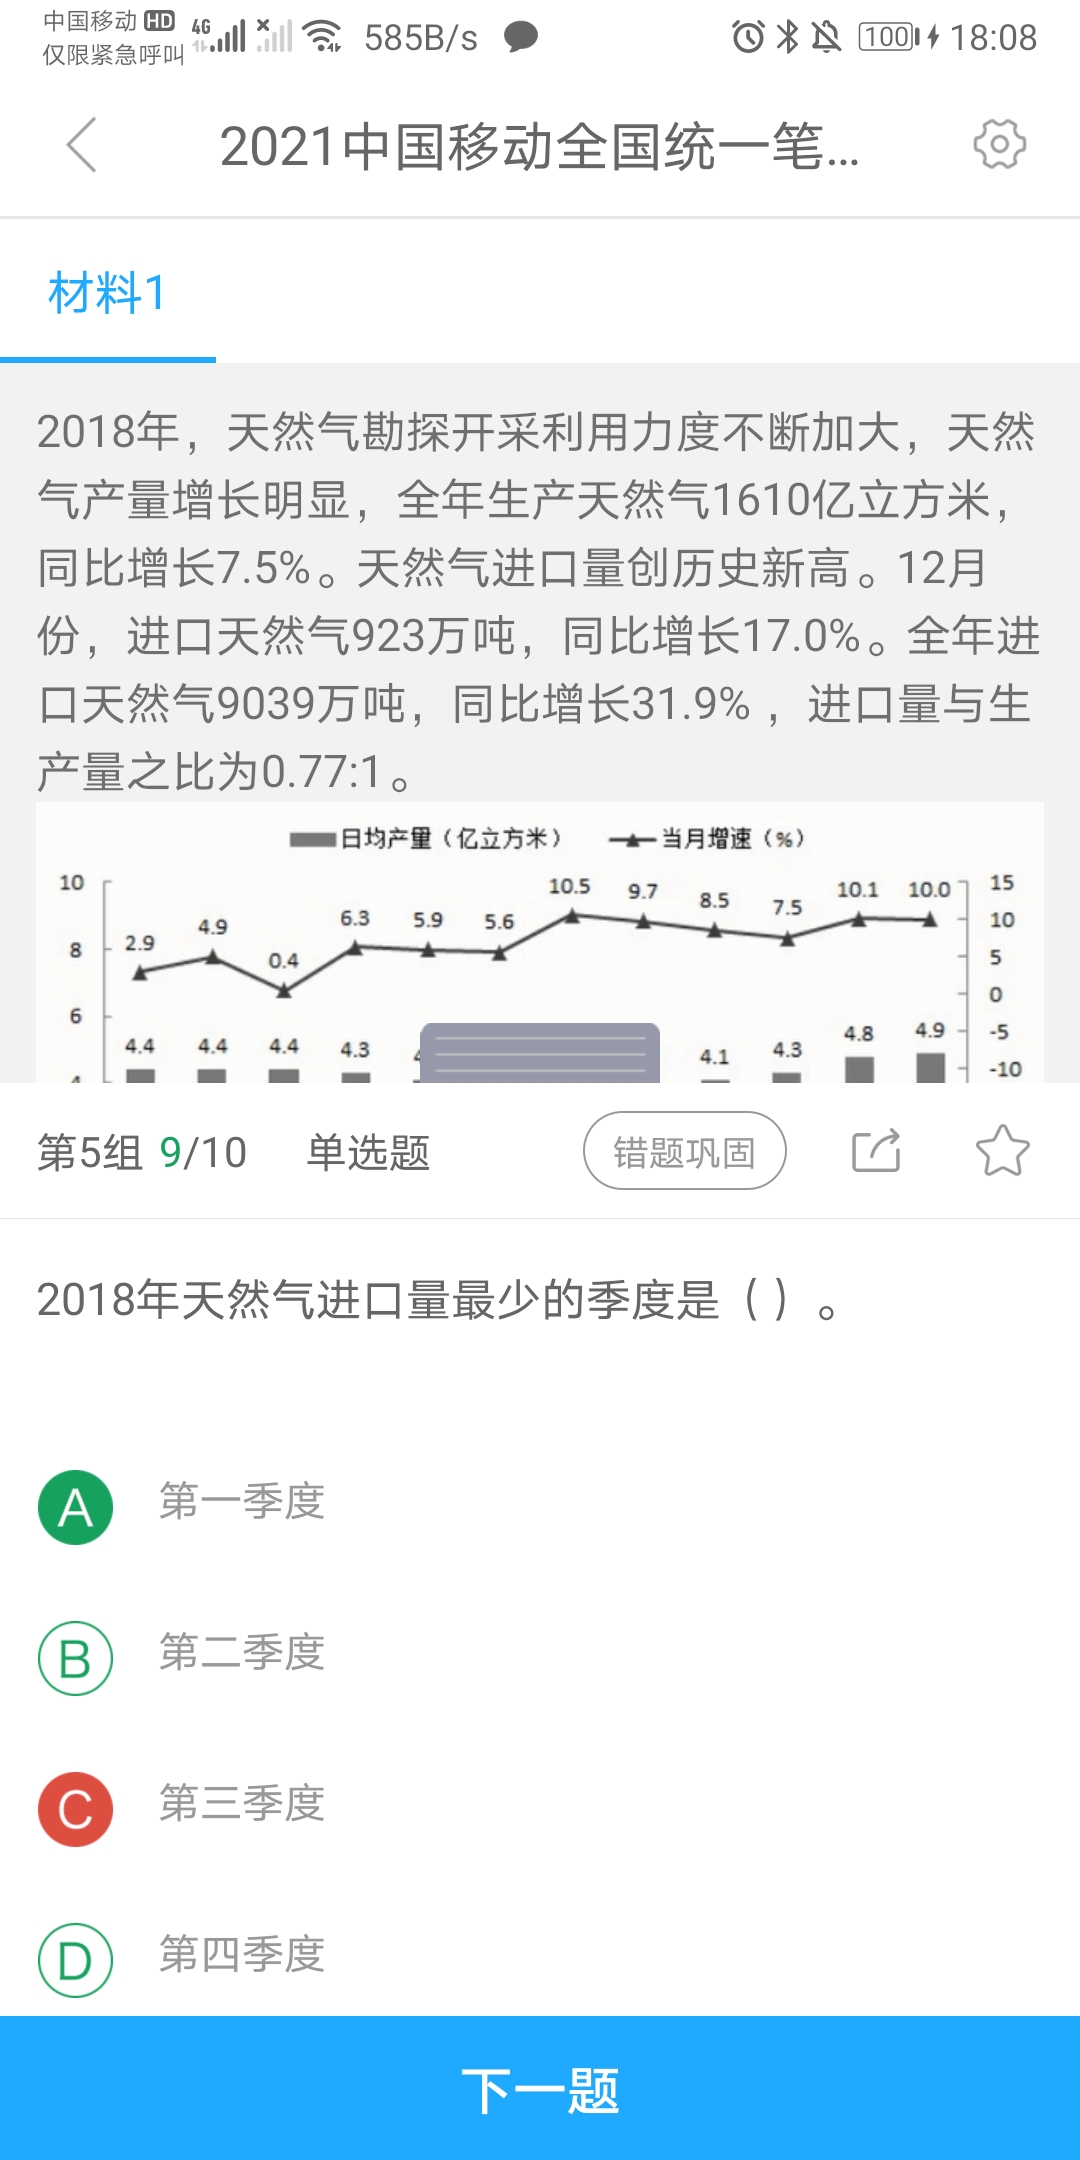 中国移动 HD 4G
仅限紧急呼叫
585B/s
100 18:08
2021中国移动全国统一笔...
材料1
2018年，天然气勘探开采利用力度不断加大，天然
气产量增长明显，全年生产天然气1610亿立方米，
同比增长7.5%。天然气进口量创历史新高。12月
份，进口天然气923万吨，同比增长17.0%。全年进
口天然气9039万吨，同比增长31.9%，进口量与生
产量之比为0.77:1。
日均产量（亿立方米） 当月增速（%）
10 15
10.5 9.7 8.5 7.5 10.1 10.0
10
8 2.9 4.9 0.4 6.3 5.9 5.6
5
0
6 -5
4.4 4.4 4.4 4.3 4.1 4.3 4.8 4.9
-10
第5组 9/10 单选题 错题巩固
2018年天然气进口量最少的季度是（）。
A 第一季度
B 第二季度
C 第三季度
D 第四季度
下一题